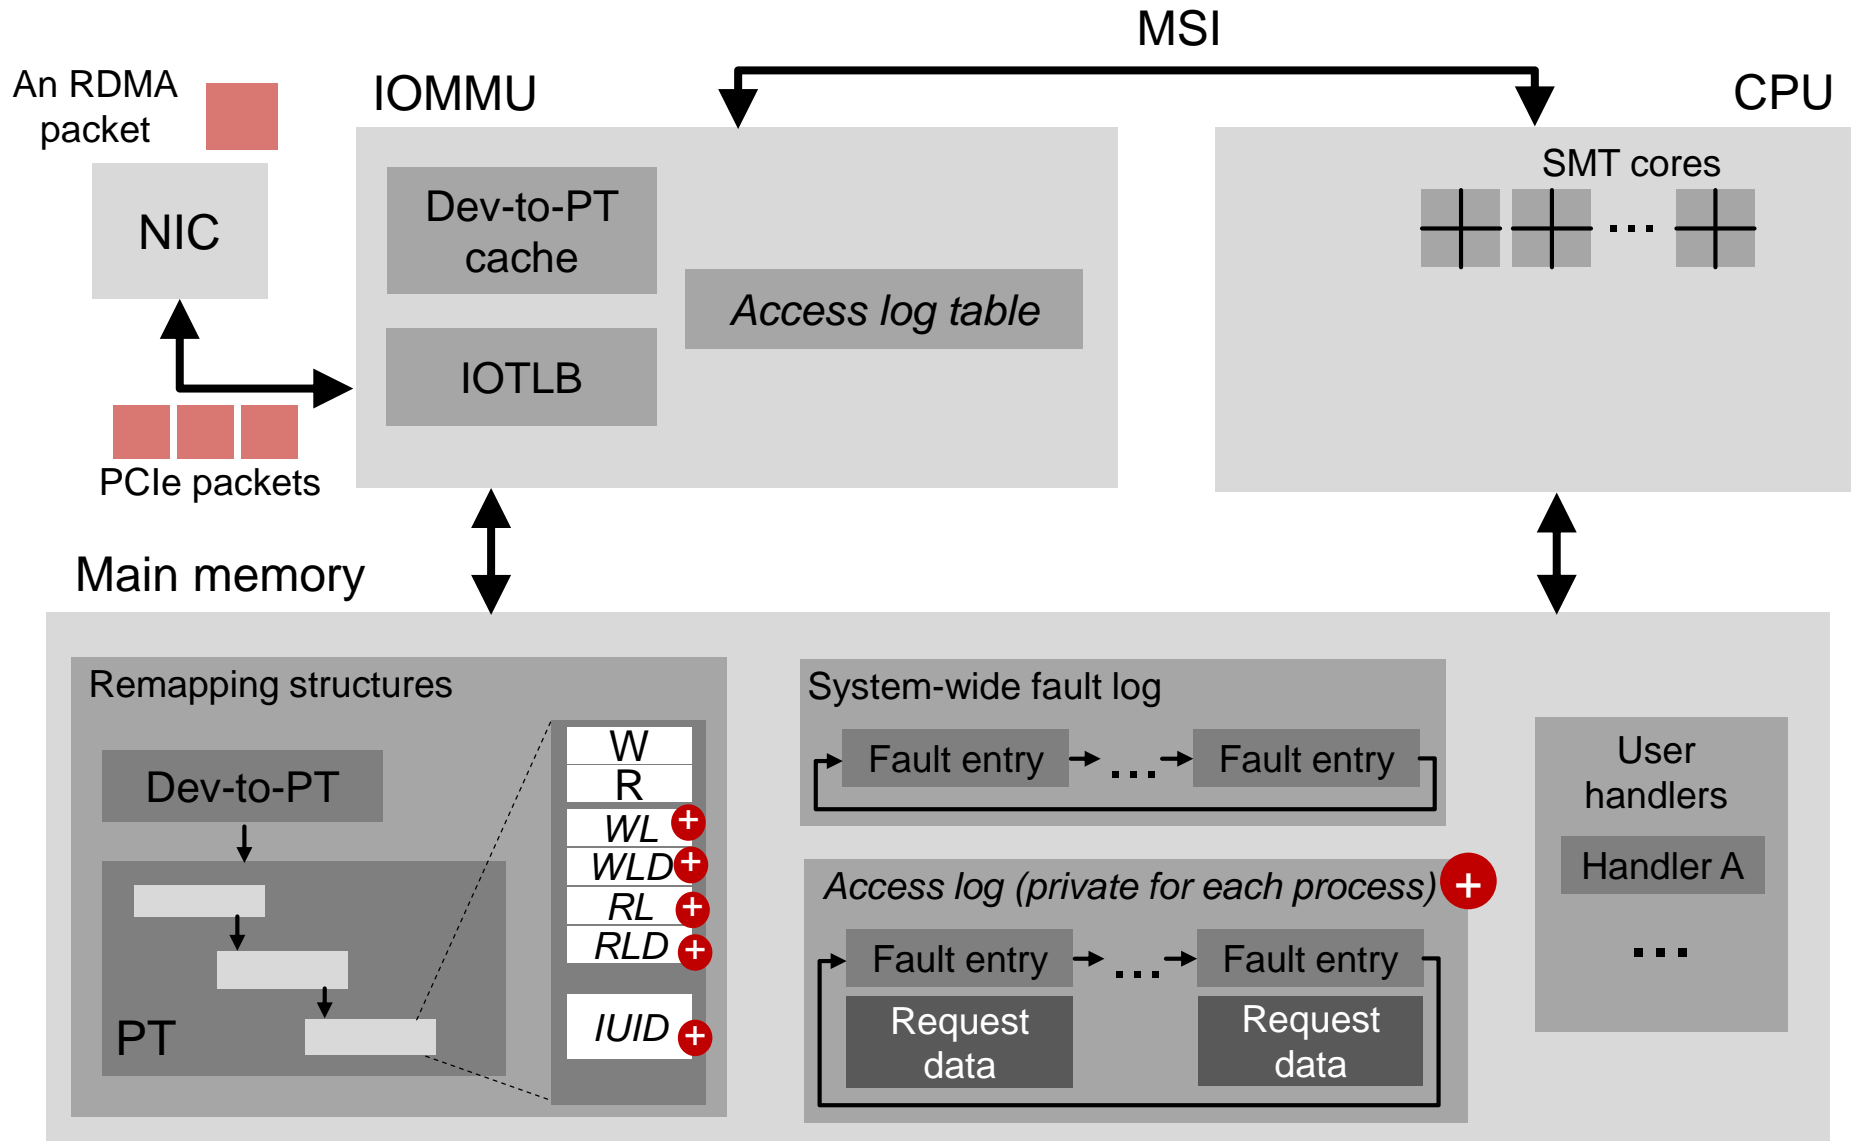 MSI
An RDMA
packet
IOMMU
CPU
SMT cores
...
NIC
Dev-to-PT
cache
Access log table
IOTLB
PCIe packets
Main memory
Remapping structures
Dev-to-PT
PT
W
R
WL +
WLD +
RL +
RLD +
IUID +
System-wide fault log
Fault entry ... Fault entry
Access log (private for each process) +
Fault entry ... Fault entry
Request
data
Request
data
User
handlers
Handler A
...